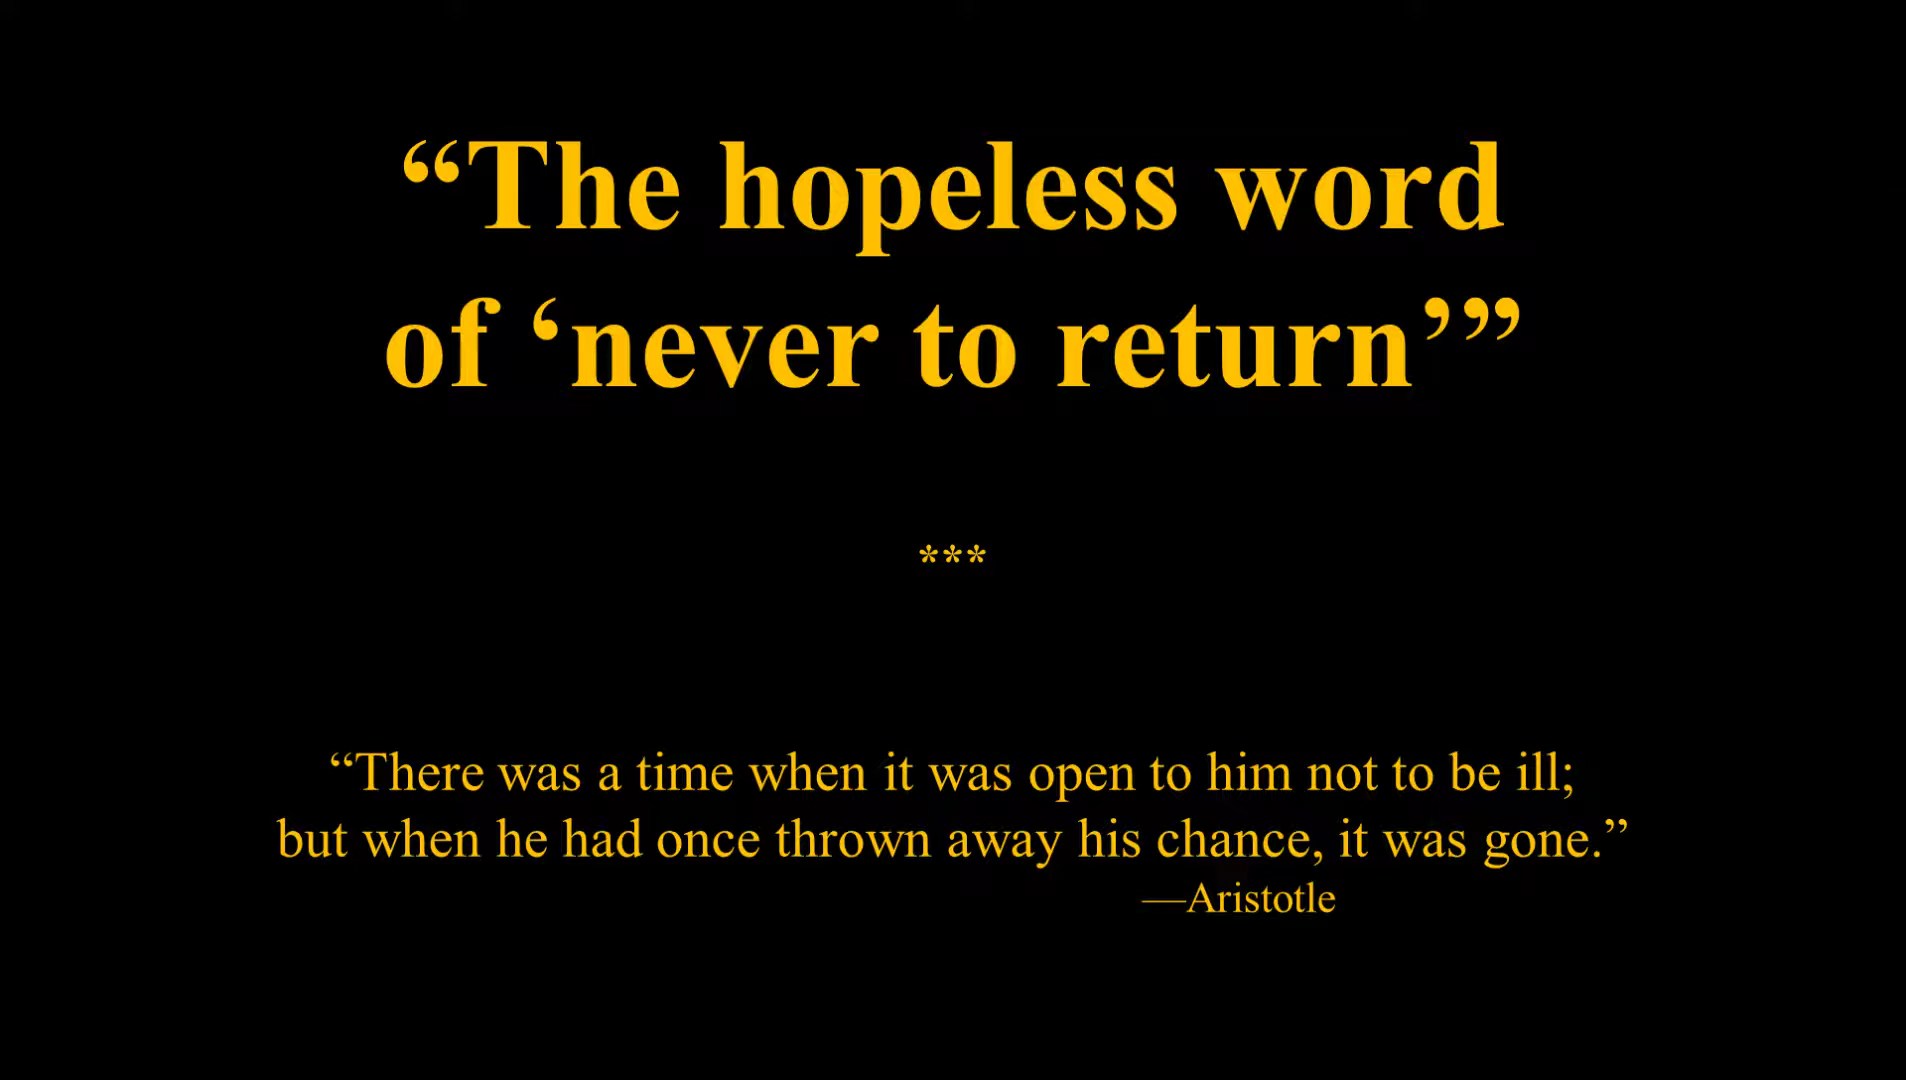 “The hopeless word
of ‘never to return’”
***
“There was a time when it was open to him not to be ill;
but when he had once thrown away his chance, it was gone.”
—Aristotle